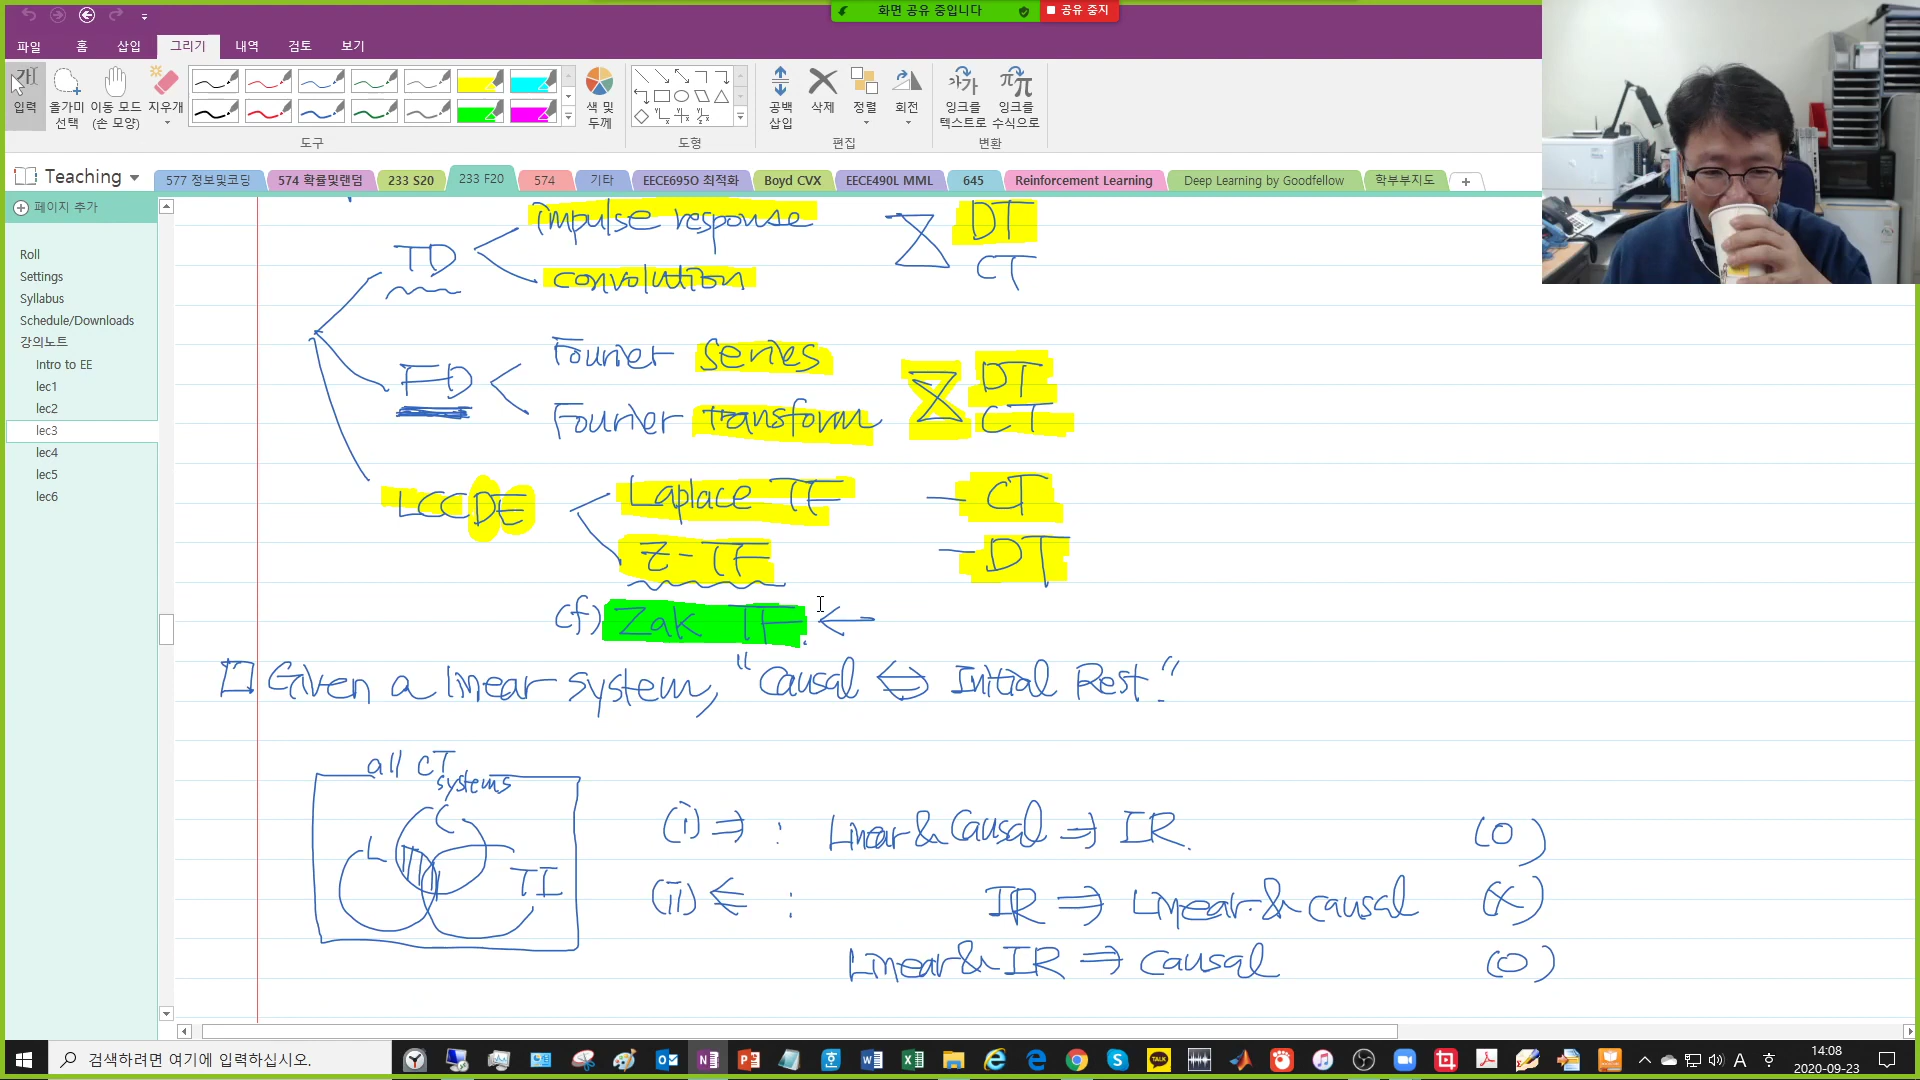 화면 공유 중입니다 공유 중지
파일 홈 삽입 그리기 내역 검토 보기
입력 올가미 선택 이동 모드 (손 모양) 지우개 색 및 두께 공백 삽입 삭제 정렬 회전 잉크를 텍스트로 잉크를 수식으로
도구 도형 편집 변환
Teaching 577 정보및코딩 574 확률및랜덤 233 S20 233 F20 574 기타 EECE695O 최적화 Boyd CVX EECE490L MML 645 Reinforcement Learning Deep Learning by Goodfellow 학부부지도
페이지 추가
Roll
Settings
Syllabus
Schedule/Downloads
강의노트
Intro to EE
lec1
lec2
lec3
lec4
lec5
lec6
impulse response DT
TD
convolution CT
Fourier series DT
FD
Fourier transform CT
LCCDE Laplace TF — CT
z-TF — DT
(f) Zak TF. ←
□ Given a linear system, "Causal ⇔ Initial Rest."
all CT systems
C
L
TI
(i) ⇒ : Linear & Causal ⇒ IR. (O)
(ii) ⇐ : IR ⇒ Linear & causal (X)
Linear & IR ⇒ causal (O)
검색하려면 여기에 입력하십시오.
A
14:08
2020-09-23